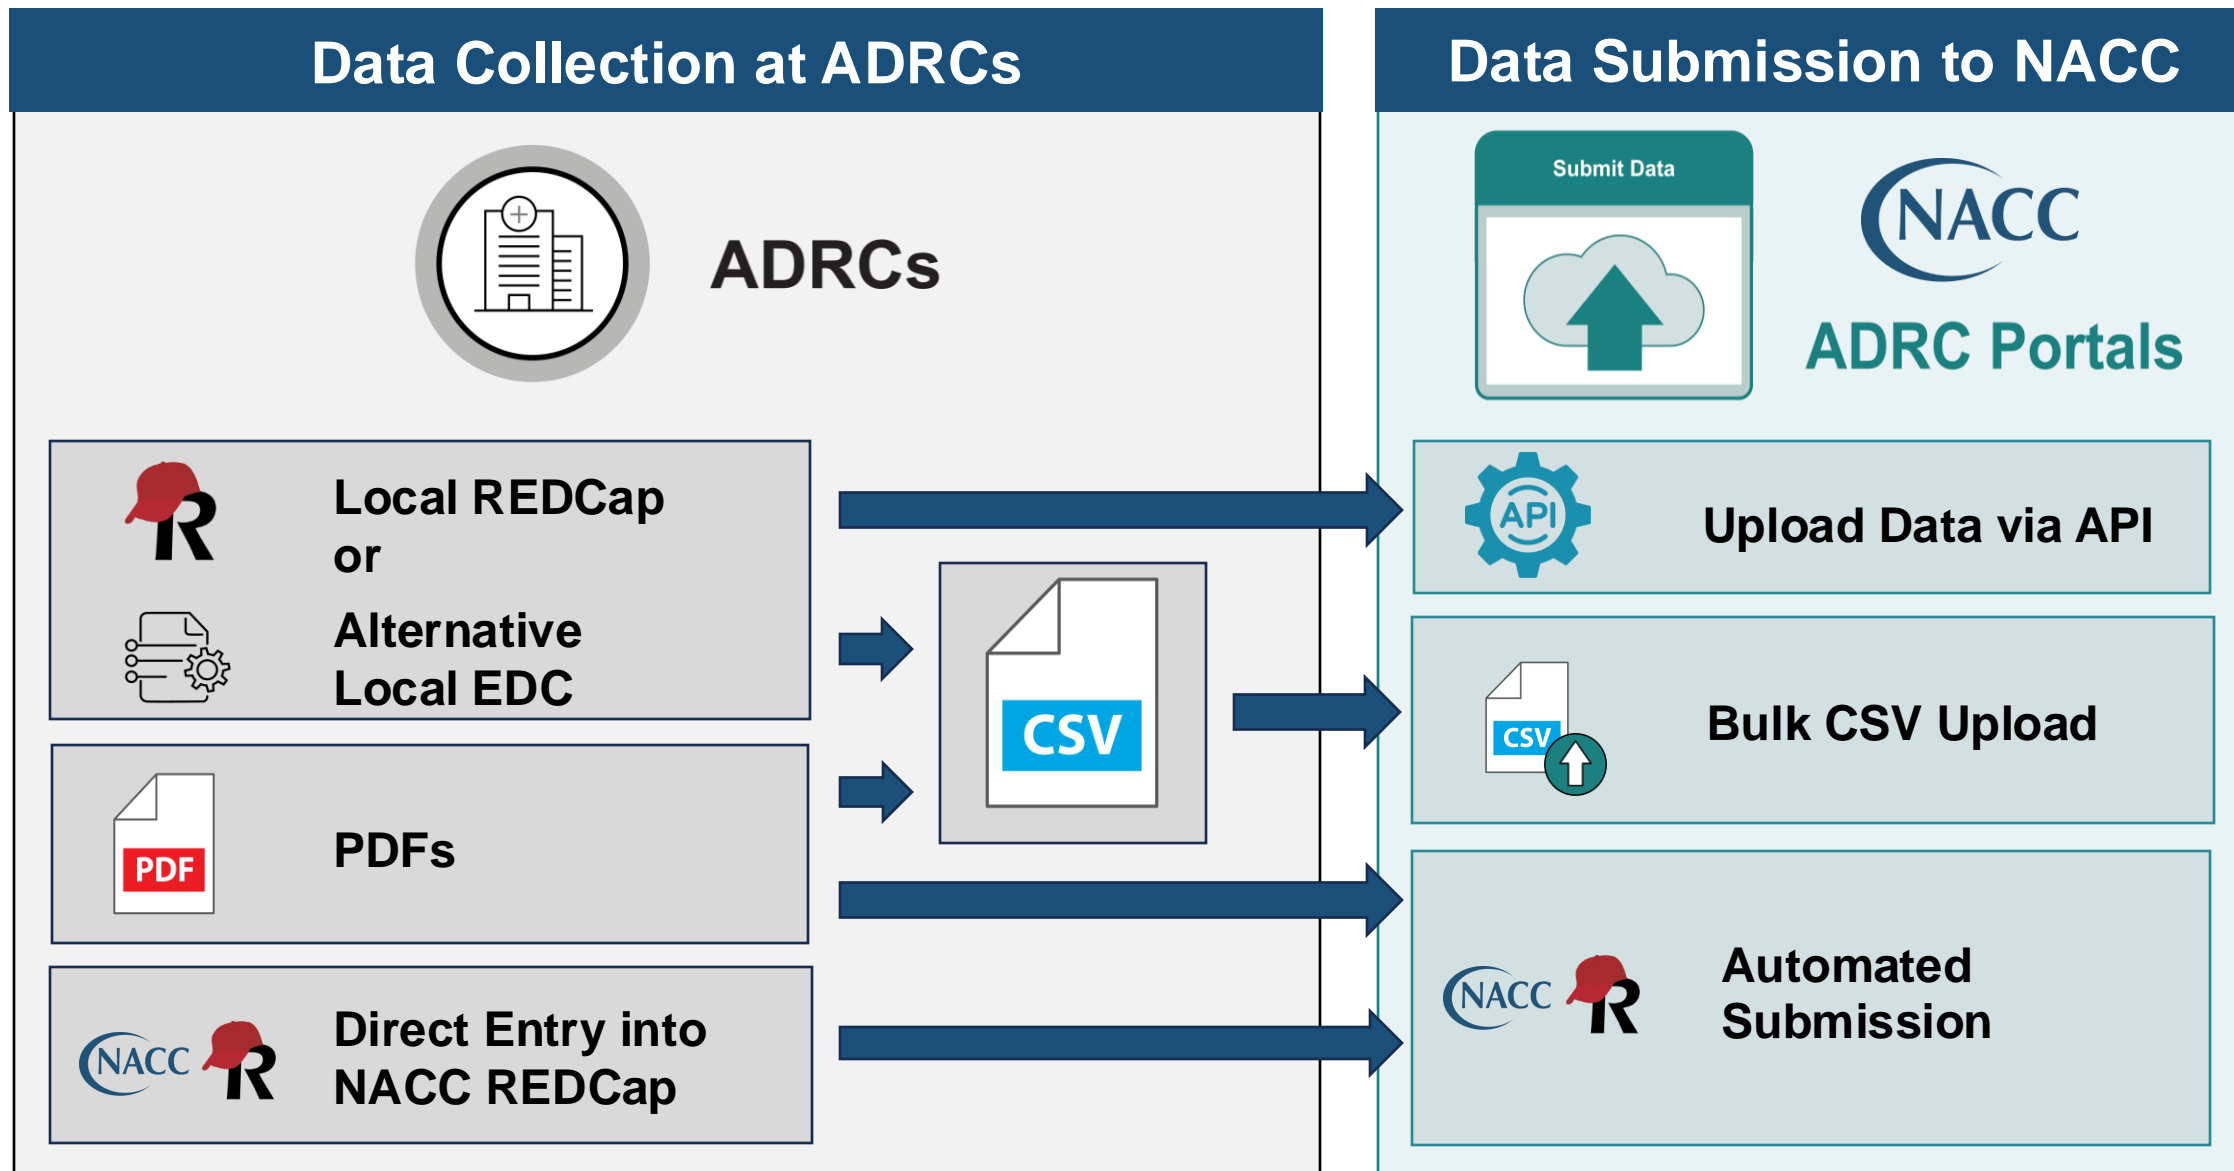 Data Collection at ADRCs
Data Submission to NACC
ADRCs
Submit Data
NACC
ADRC Portals
R
Local REDCap
or
Alternative
Local EDC
CSV
PDF
PDFs
NACC R
Direct Entry into
NACC REDCap
API
Upload Data via API
CSV
Bulk CSV Upload
NACC R
Automated
Submission